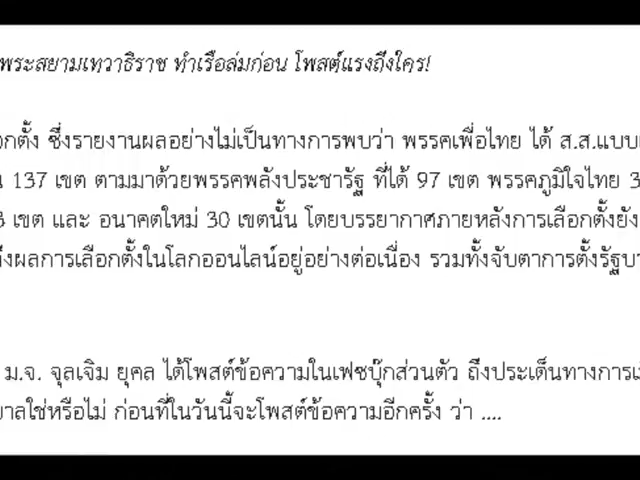 พระสยามเทวาธิราช ทำเรือล่มก่อน โพสต์แรงถึงใคร!
อกตั้ง ซึ่งรายงานผลอย่างไม่เป็นทางการพบว่า พรรคเพื่อไทย ได้ ส.ส.แบบ
137 เขต ตามมาด้วยพรรคพลังประชารัฐ ที่ได้ 97 เขต พรรคภูมิใจไทย 3
เขต และ อนาคตใหม่ 30 เขตนั้น โดยบรรยากาศภายหลังการเลือกตั้งยัง
ถึงผลการเลือกตั้งในโลกออนไลน์อยู่อย่างต่อเนื่อง รวมทั้งจับตาการตั้งรัฐบา
ม.จ. จุลเจิม ยุคล ได้โพสต์ข้อความในเฟซบุ๊กส่วนตัว ถึงประเด็นทางการเ
าลใช่หรือไม่ ก่อนที่ในวันนี้จะโพสต์ข้อความอีกครั้ง ว่า ....